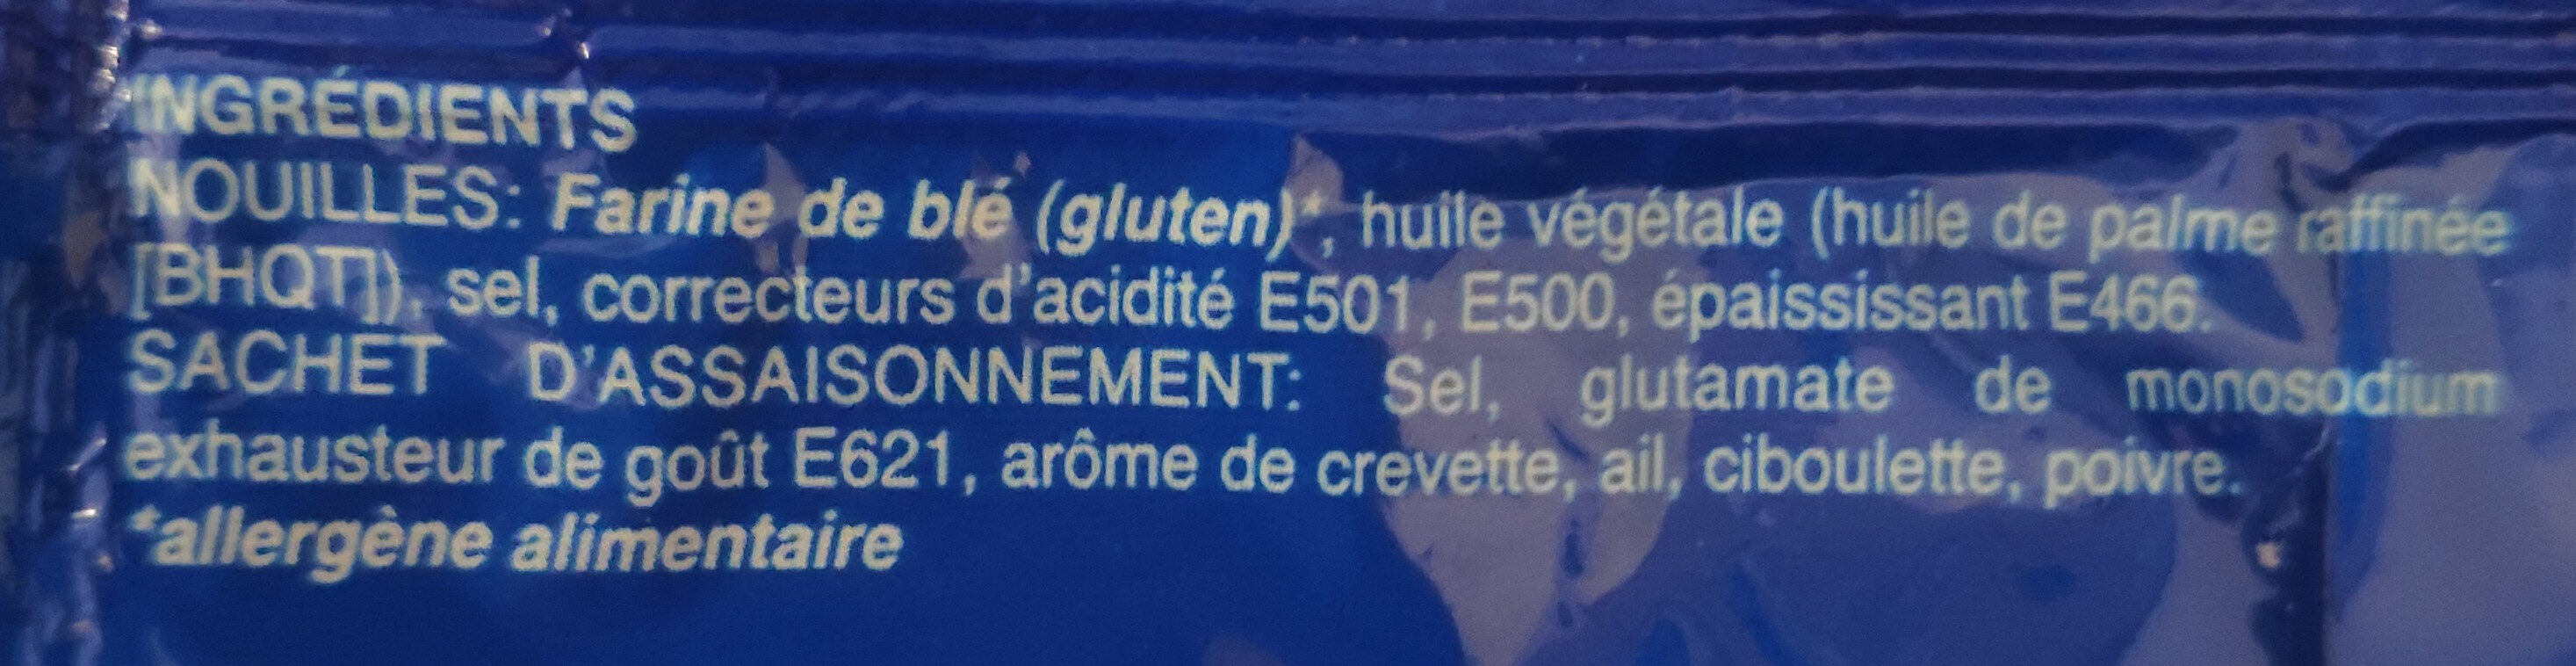 INGRÉDIENTS
NOUILLES: Farine de blé (gluten)*, huile végétale (huile de palme raffinée
[BHQT]), sel, correcteurs d'acidité E501, E500, épaississant E466.
SACHET D'ASSAISONNEMENT: Sel, glutamate de monosodium
exhausteur de goût E621, arôme de crevette, ail, ciboulette, poivre.
*allergène alimentaire